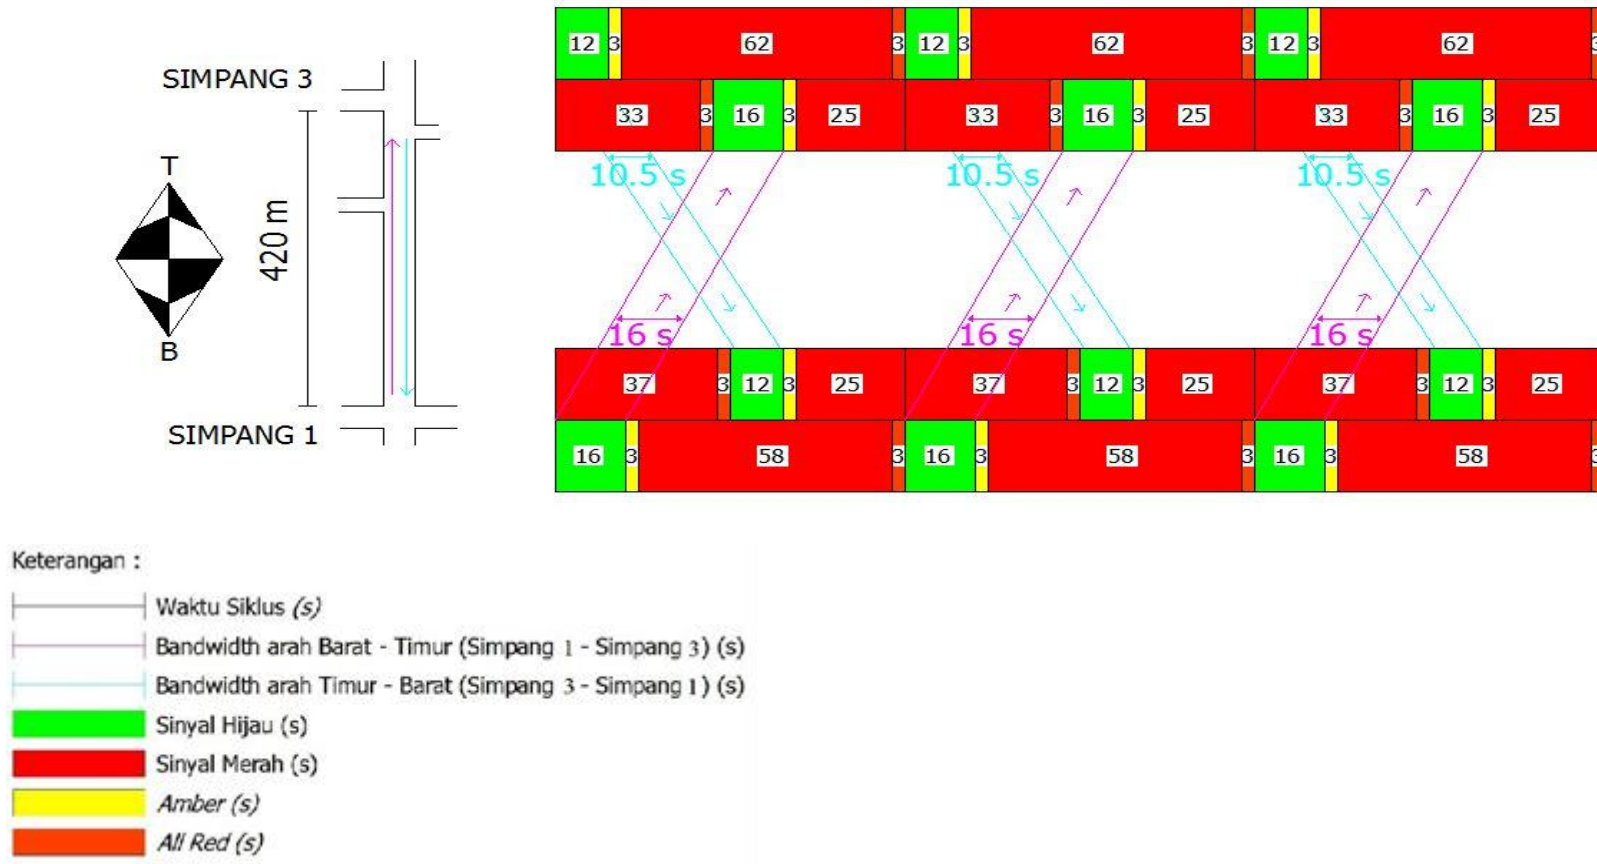 SIMPANG 3
T
B
420 m
SIMPANG 1
12 3 62 3 12 3 62 3 12 3 62 3
33 3 16 3 25 33 3 16 3 25 33 3 16 3 25
10.5 s 10.5 s 10.5 s
16 s 16 s 16 s
37 3 12 3 25 37 3 12 3 25 37 3 12 3 25
16 3 58 3 16 3 58 3 16 3 58 3
Keterangan :
Waktu Siklus (s)
Bandwidth arah Barat - Timur (Simpang 1 - Simpang 3) (s)
Bandwidth arah Timur - Barat (Simpang 3 - Simpang 1) (s)
Sinyal Hijau (s)
Sinyal Merah (s)
Amber (s)
All Red (s)